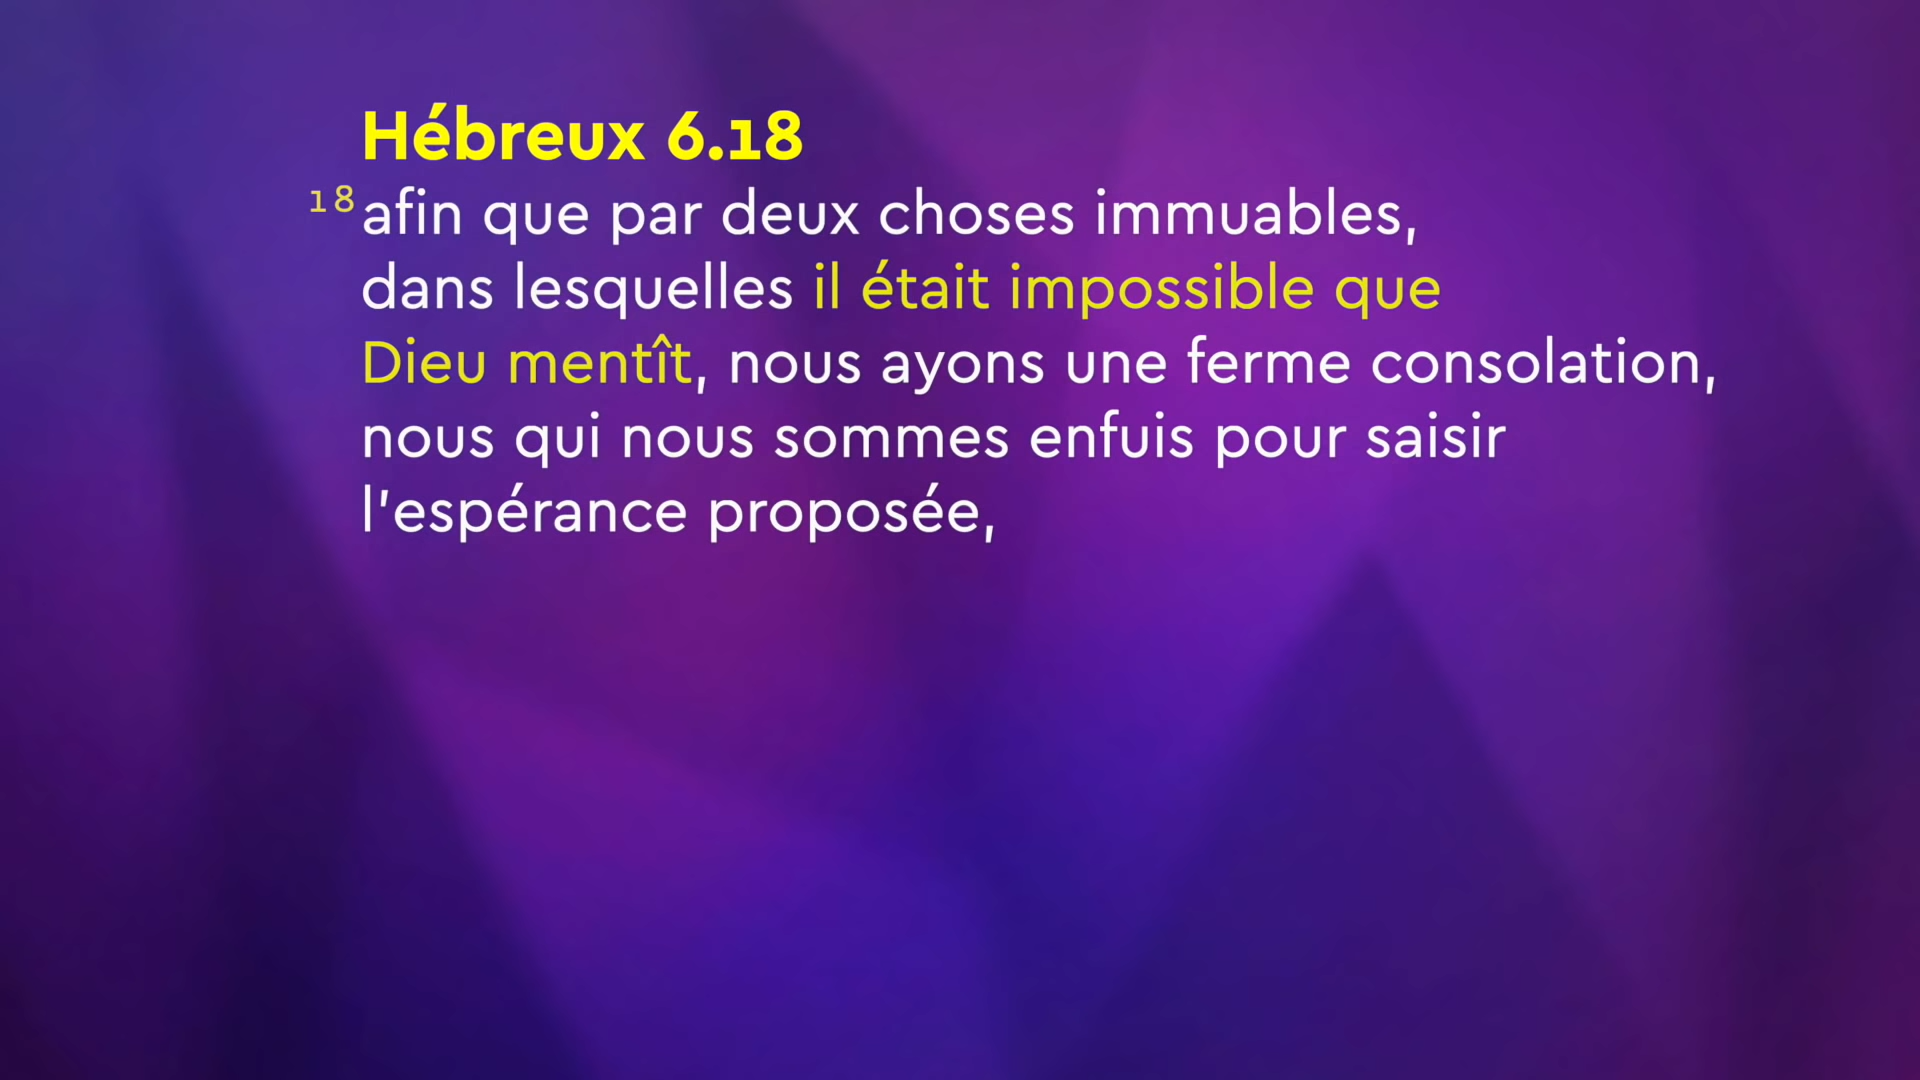 Hébreux 6.18
18 afin que par deux choses immuables,
dans lesquelles il était impossible que
Dieu mentît, nous ayons une ferme consolation,
nous qui nous sommes enfuis pour saisir
l'espérance proposée,